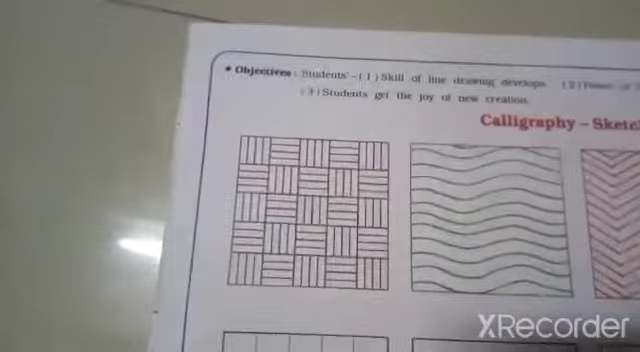 • Objectives : Students' - ( 1 ) Skill of line drawing develops. ( 2 )
( 3 ) Students get the joy of new creation.
Calligraphy – Sketc
XRecorder